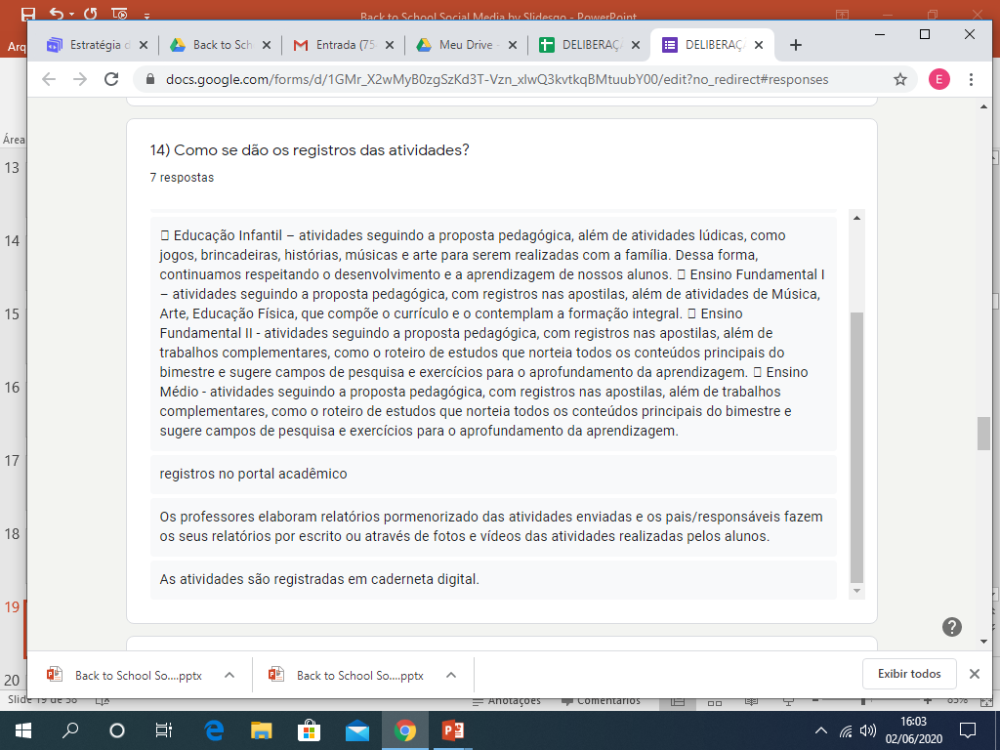 Back to School Social Media by Slidesgo - PowerPoint
Arq
Estratégia d
Back to Sch
Entrada (75
Meu Drive -
DELIBERAÇ
DELIBERAÇ
docs.google.com/forms/d/1GMr_X2wMyB0zgSzKd3T-Vzn_xlwQ3kvtkqBMtuubY00/edit?no_redirect#responses
E
Área
13
14
15
16
17
18
19
20
14) Como se dão os registros das atividades?
7 respostas
Educação Infantil – atividades seguindo a proposta pedagógica, além de atividades lúdicas, como
jogos, brincadeiras, histórias, músicas e arte para serem realizadas com a família. Dessa forma,
continuamos respeitando o desenvolvimento e a aprendizagem de nossos alunos. Ensino Fundamental I
– atividades seguindo a proposta pedagógica, com registros nas apostilas, além de atividades de Música,
Arte, Educação Física, que compõe o currículo e o contemplam a formação integral. Ensino
Fundamental II - atividades seguindo a proposta pedagógica, com registros nas apostilas, além de
trabalhos complementares, como o roteiro de estudos que norteia todos os conteúdos principais do
bimestre e sugere campos de pesquisa e exercícios para o aprofundamento da aprendizagem. Ensino
Médio - atividades seguindo a proposta pedagógica, com registros nas apostilas, além de trabalhos
complementares, como o roteiro de estudos que norteia todos os conteúdos principais do bimestre e
sugere campos de pesquisa e exercícios para o aprofundamento da aprendizagem.
registros no portal acadêmico
Os professores elaboram relatórios pormenorizado das atividades enviadas e os pais/responsáveis fazem
os seus relatórios por escrito ou através de fotos e vídeos das atividades realizadas pelos alunos.
As atividades são registradas em caderneta digital.
Back to School So....pptx
Back to School So....pptx
Exibir todos
Slide 19 de 58
Anotações
Comentários
85%
16:03
02/06/2020